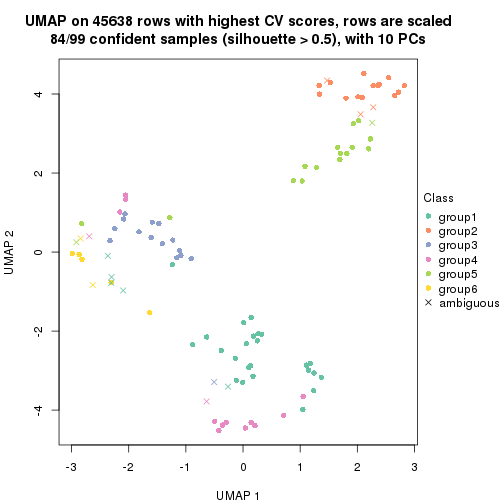 UMAP on 45638 rows with highest CV scores, rows are scaled
84/99 confident samples (silhouette > 0.5), with 10 PCs
4
2
0
-2
-4
UMAP 2
-3
-2
-1
0
1
2
3
UMAP 1
Class
group1
group2
group3
group4
group5
group6
ambiguous